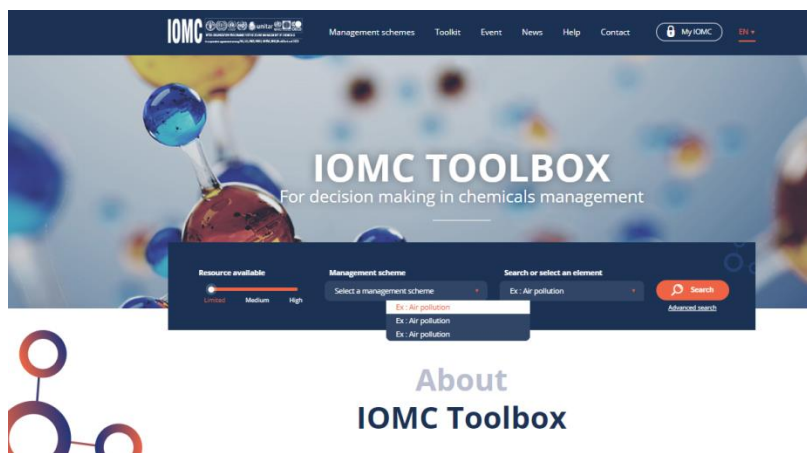 IOMC unitar Management schemes Toolkit Event News Help Contact My IOMC EN
IOMC TOOLBOX
For decision making in chemicals management
Resource available Management scheme Search or select an element
Select a management scheme Ex : Air pollution Search
Limited Medium High Advanced search
Ex : Air pollution
Ex : Air pollution
Ex : Air pollution
About
IOMC Toolbox